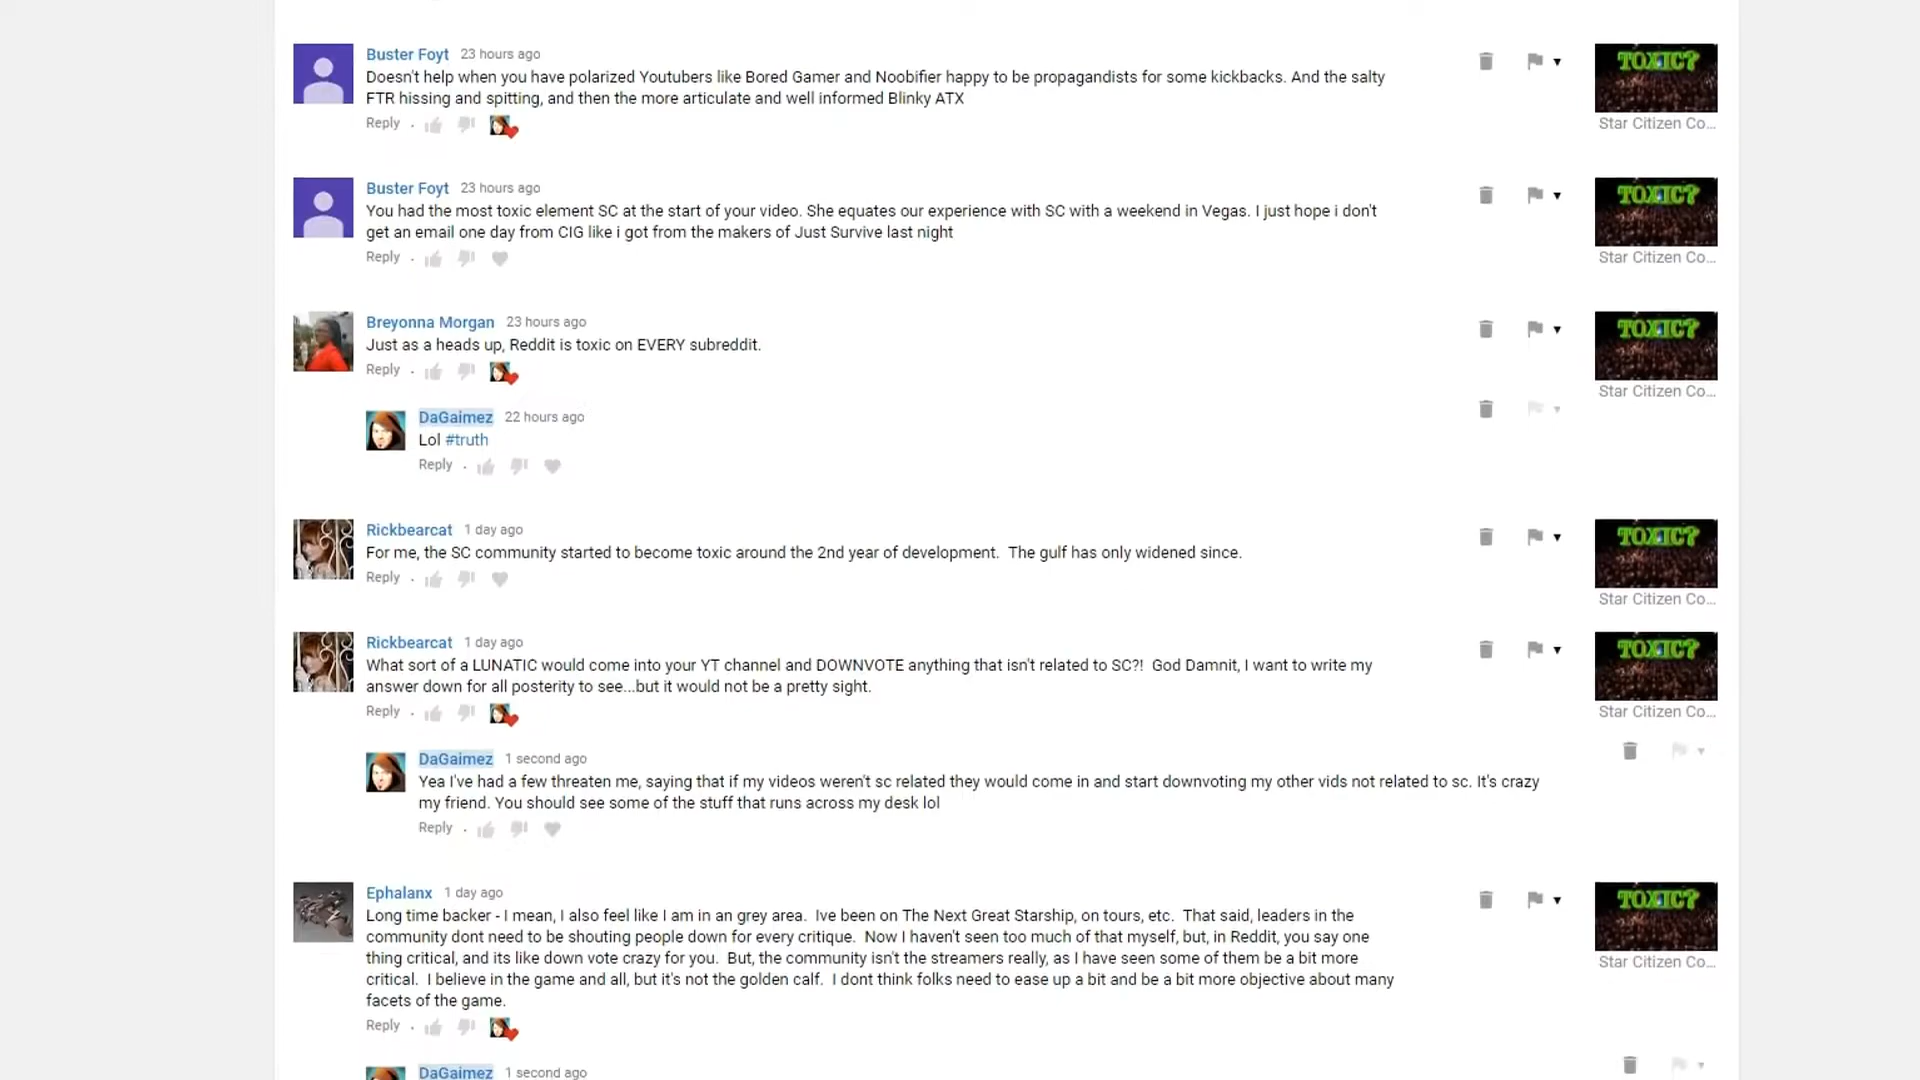 Buster Foyt 23 hours ago
Doesn't help when you have polarized Youtubers like Bored Gamer and Noobifier happy to be propagandists for some kickbacks. And the salty
FTR hissing and spitting, and then the more articulate and well informed Blinky ATX
Reply
TOXIC?
Star Citizen Co...
Buster Foyt 23 hours ago
You had the most toxic element SC at the start of your video. She equates our experience with SC with a weekend in Vegas. I just hope i don't
get an email one day from CIG like i got from the makers of Just Survive last night
Reply
TOXIC?
Star Citizen Co...
Breyonna Morgan 23 hours ago
Just as a heads up, Reddit is toxic on EVERY subreddit.
Reply
TOXIC?
Star Citizen Co...
DaGaimez 22 hours ago
Lol #truth
Reply
Rickbearcat 1 day ago
For me, the SC community started to become toxic around the 2nd year of development.  The gulf has only widened since.
Reply
TOXIC?
Star Citizen Co...
Rickbearcat 1 day ago
What sort of a LUNATIC would come into your YT channel and DOWNVOTE anything that isn't related to SC?!  God Damnit, I want to write my
answer down for all posterity to see...but it would not be a pretty sight.
Reply
TOXIC?
Star Citizen Co...
DaGaimez 1 second ago
Yea I've had a few threaten me, saying that if my videos weren't sc related they would come in and start downvoting my other vids not related to sc. It's crazy
my friend. You should see some of the stuff that runs across my desk lol
Reply
Ephalanx 1 day ago
Long time backer - I mean, I also feel like I am in an grey area.  Ive been on The Next Great Starship, on tours, etc.  That said, leaders in the
community dont need to be shouting people down for every critique.  Now I haven't seen too much of that myself, but, in Reddit, you say one
thing critical, and its like down vote crazy for you.  But, the community isn't the streamers really, as I have seen some of them be a bit more
critical.  I believe in the game and all, but it's not the golden calf.  I dont think folks need to ease up a bit and be a bit more objective about many
facets of the game.
Reply
TOXIC?
Star Citizen Co...
DaGaimez 1 second ago